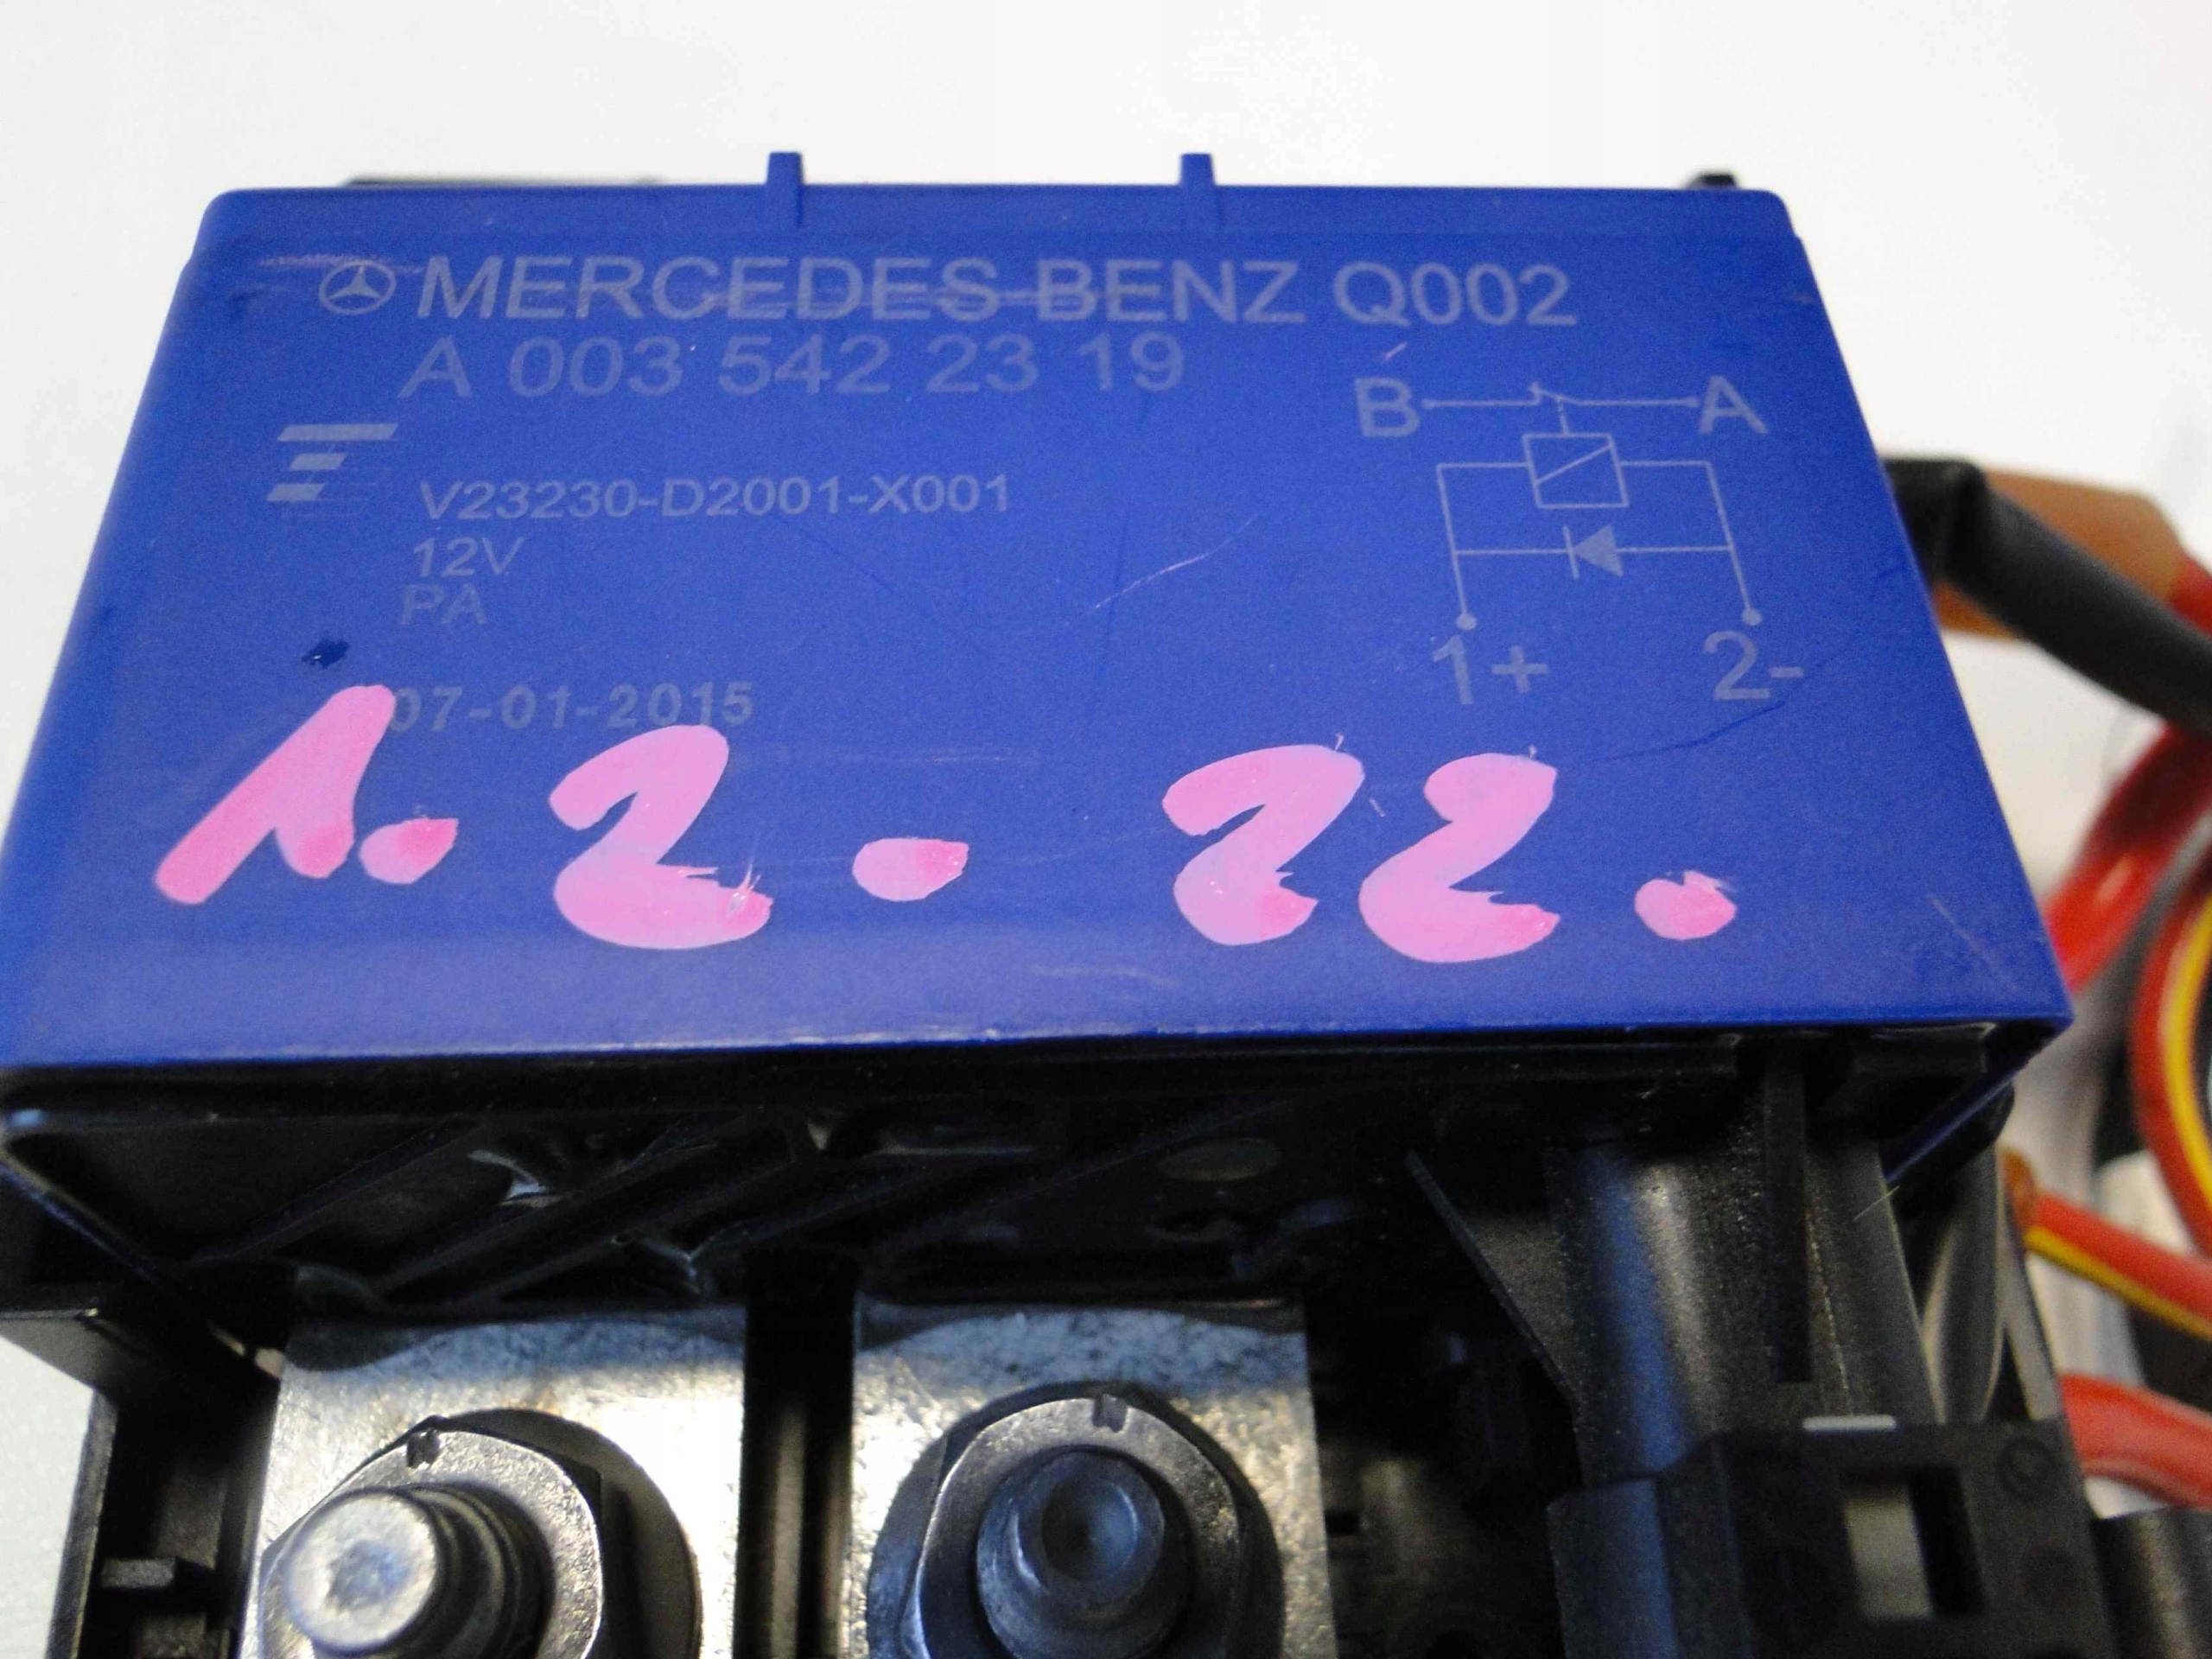 MERCEDES-BENZ Q002
A 003 542 23 19
B A
V23230-D2001-X001
12V
PA
1+ 2-
07-01-2015
1. 2. 22.